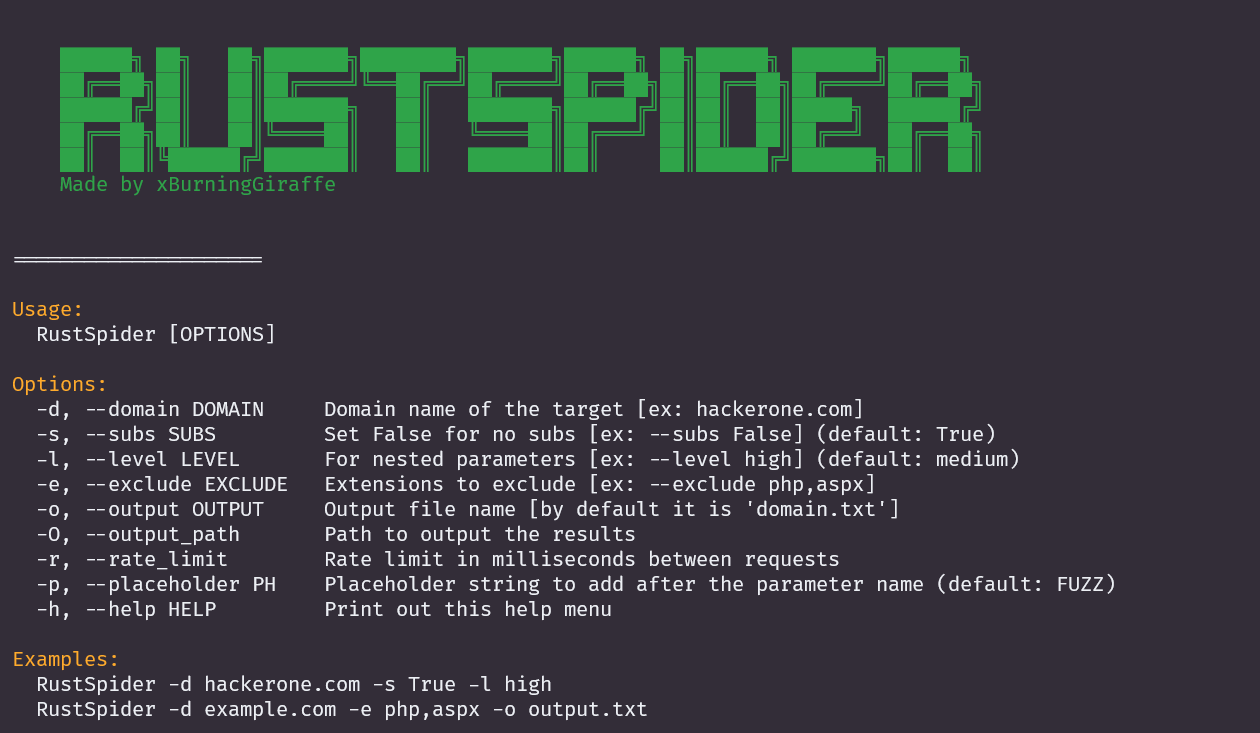 RUSTSPIDER
Made by xBurningGiraffe
=====================
Usage:
RustSpider [OPTIONS]
Options:
-d, --domain DOMAIN Domain name of the target [ex: hackerone.com]
-s, --subs SUBS Set False for no subs [ex: --subs False] (default: True)
-l, --level LEVEL For nested parameters [ex: --level high] (default: medium)
-e, --exclude EXCLUDE Extensions to exclude [ex: --exclude php,aspx]
-o, --output OUTPUT Output file name [by default it is 'domain.txt']
-O, --output_path Path to output the results
-r, --rate_limit Rate limit in milliseconds between requests
-p, --placeholder PH Placeholder string to add after the parameter name (default: FUZZ)
-h, --help HELP Print out this help menu
Examples:
RustSpider -d hackerone.com -s True -l high
RustSpider -d example.com -e php,aspx -o output.txt